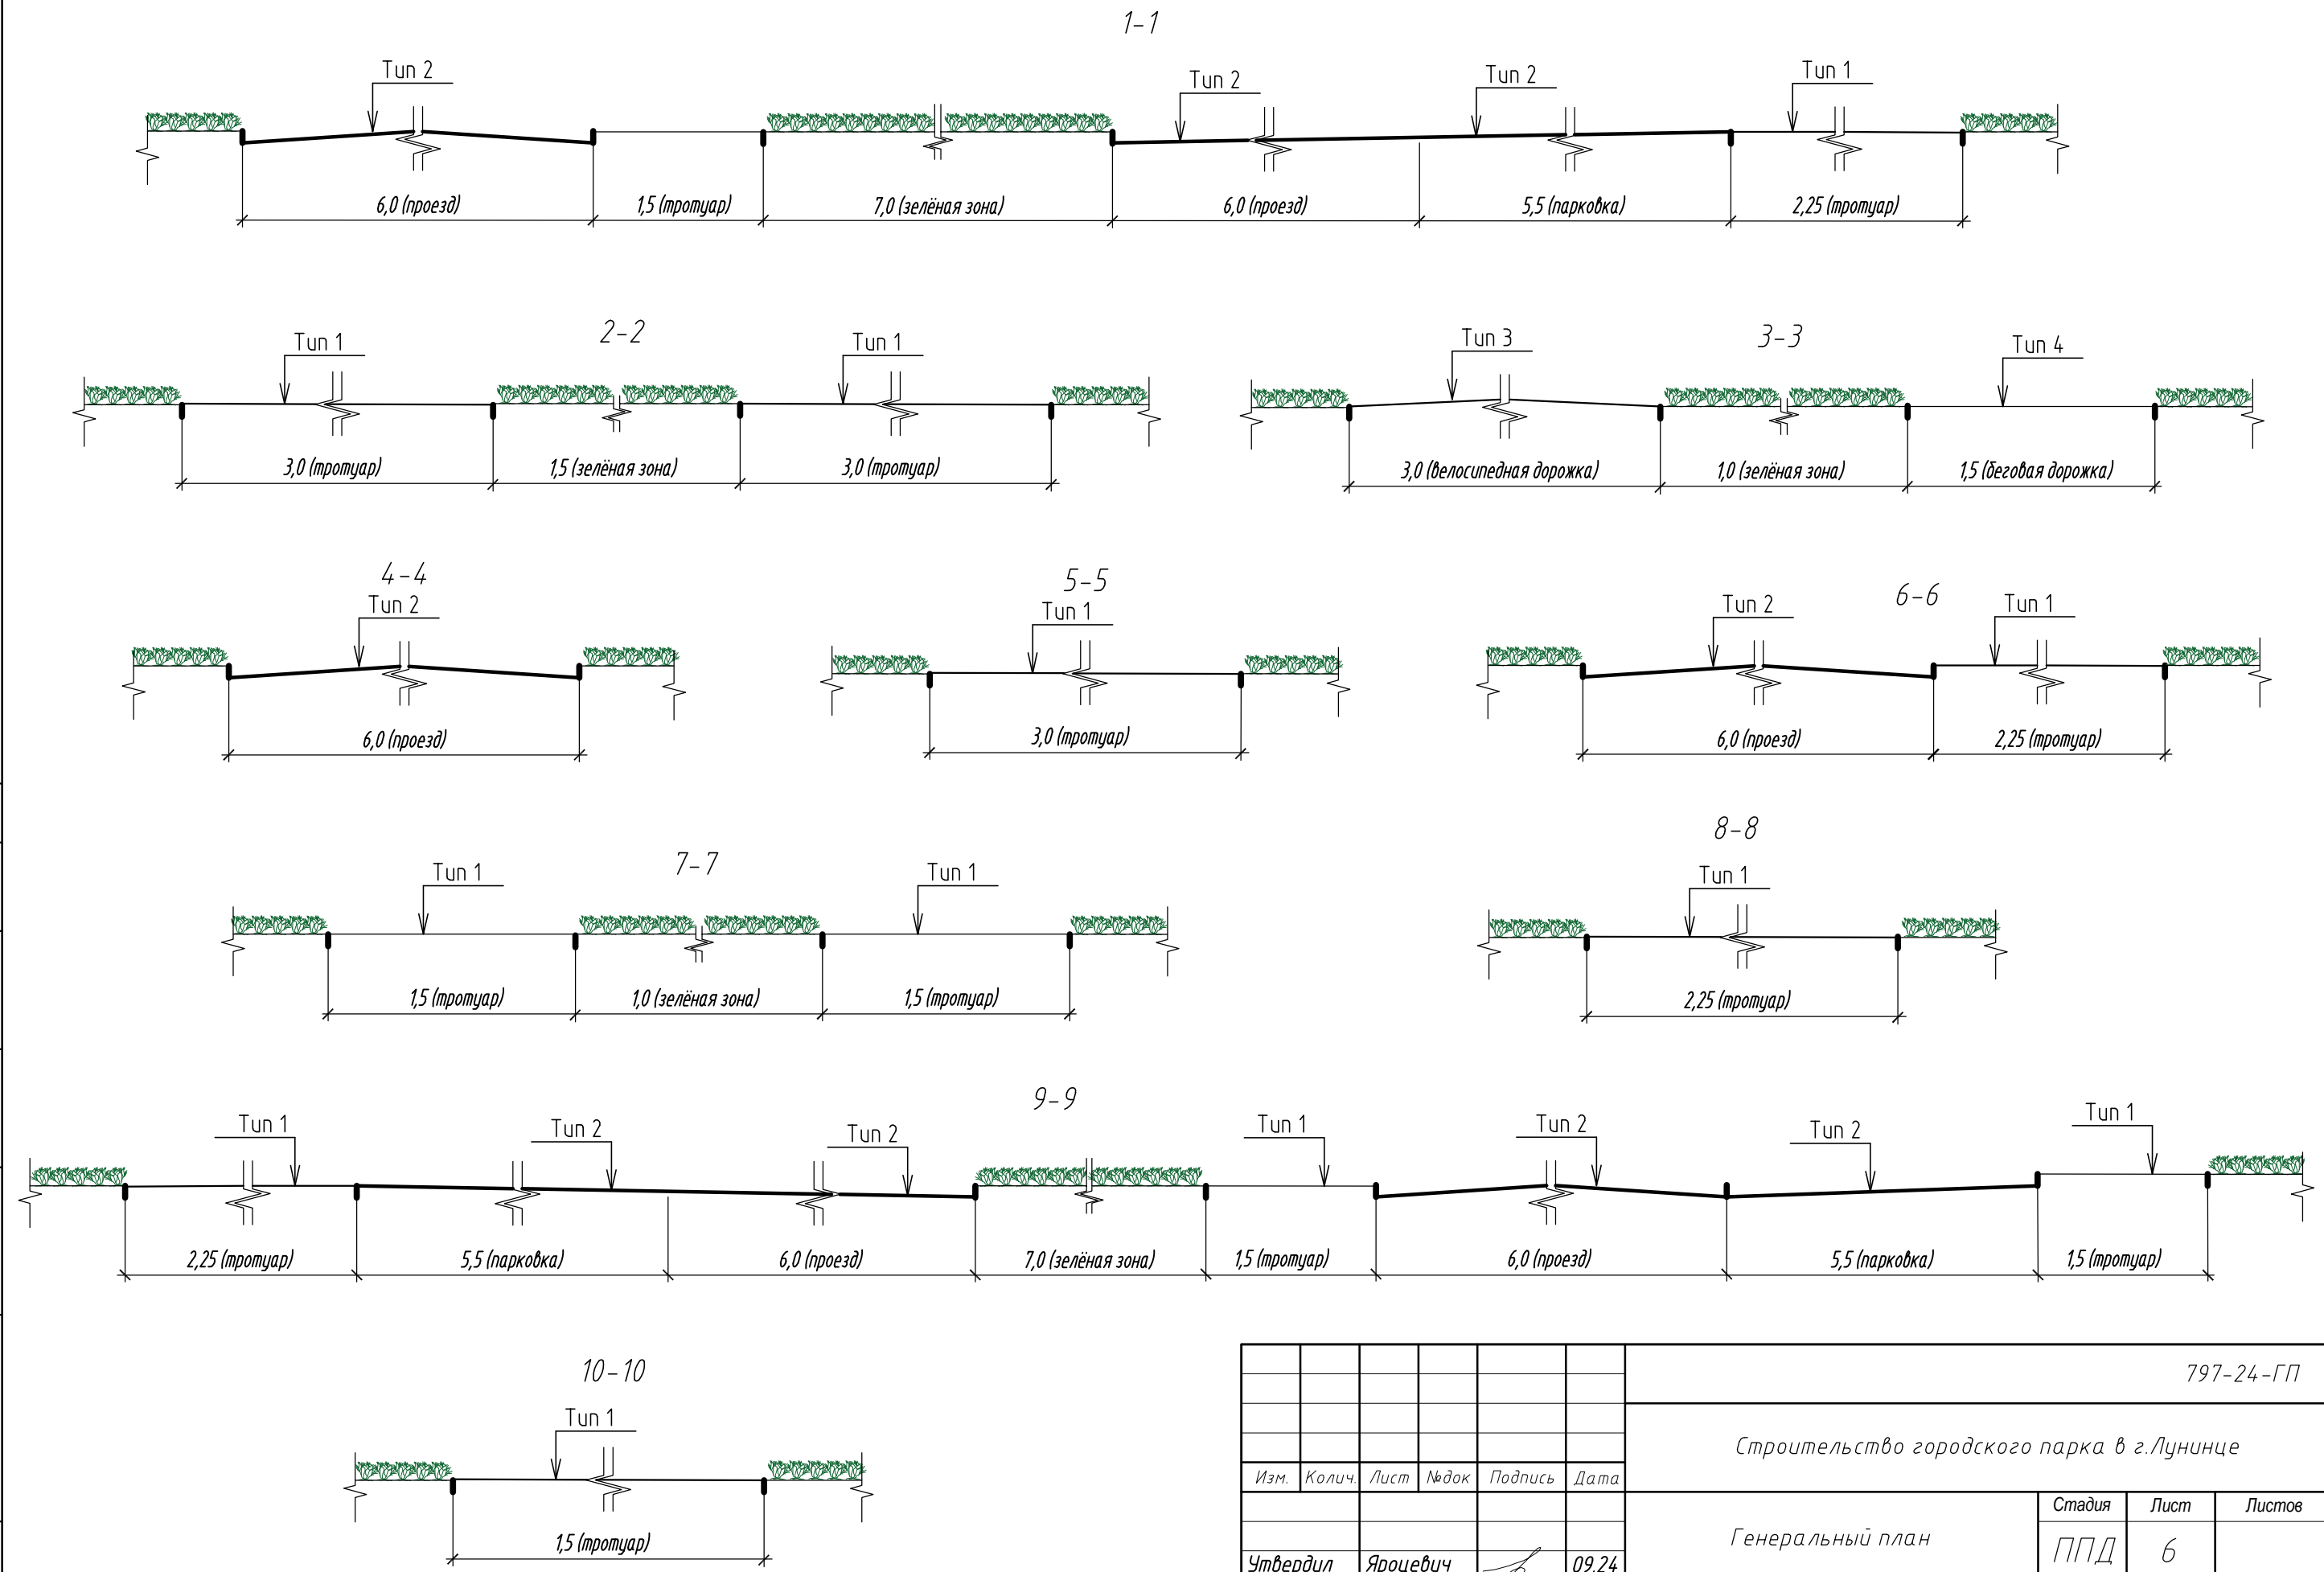 1-1
Тип 2
Тип 2
Тип 2
Тип 1
6,0 (проезд)
1,5 (тротуар)
7,0 (зелёная зона)
6,0 (проезд)
5,5 (парковка)
2,25 (тротуар)
2-2
Тип 1
Тип 1
3,0 (тротуар)
1,5 (зелёная зона)
3,0 (тротуар)
3-3
Тип 3
Тип 4
3,0 (велосипедная дорожка)
1,0 (зелёная зона)
1,5 (беговая дорожка)
4-4
Тип 2
6,0 (проезд)
5-5
Тип 1
3,0 (тротуар)
6-6
Тип 2
Тип 1
6,0 (проезд)
2,25 (тротуар)
7-7
Тип 1
Тип 1
1,5 (тротуар)
1,0 (зелёная зона)
1,5 (тротуар)
8-8
Тип 1
2,25 (тротуар)
9-9
Тип 1
Тип 2
Тип 2
Тип 1
Тип 2
Тип 2
Тип 1
2,25 (тротуар)
5,5 (парковка)
6,0 (проезд)
7,0 (зелёная зона)
1,5 (тротуар)
6,0 (проезд)
5,5 (парковка)
1,5 (тротуар)
10-10
Тип 1
1,5 (тротуар)
797-24-ГП
Строительство городского парка в г.Лунинце
Изм. Колич. Лист №док Подпись Дата
Генеральный план
Стадия Лист Листов
ППД 6
Утвердил Яроцевич 09.24